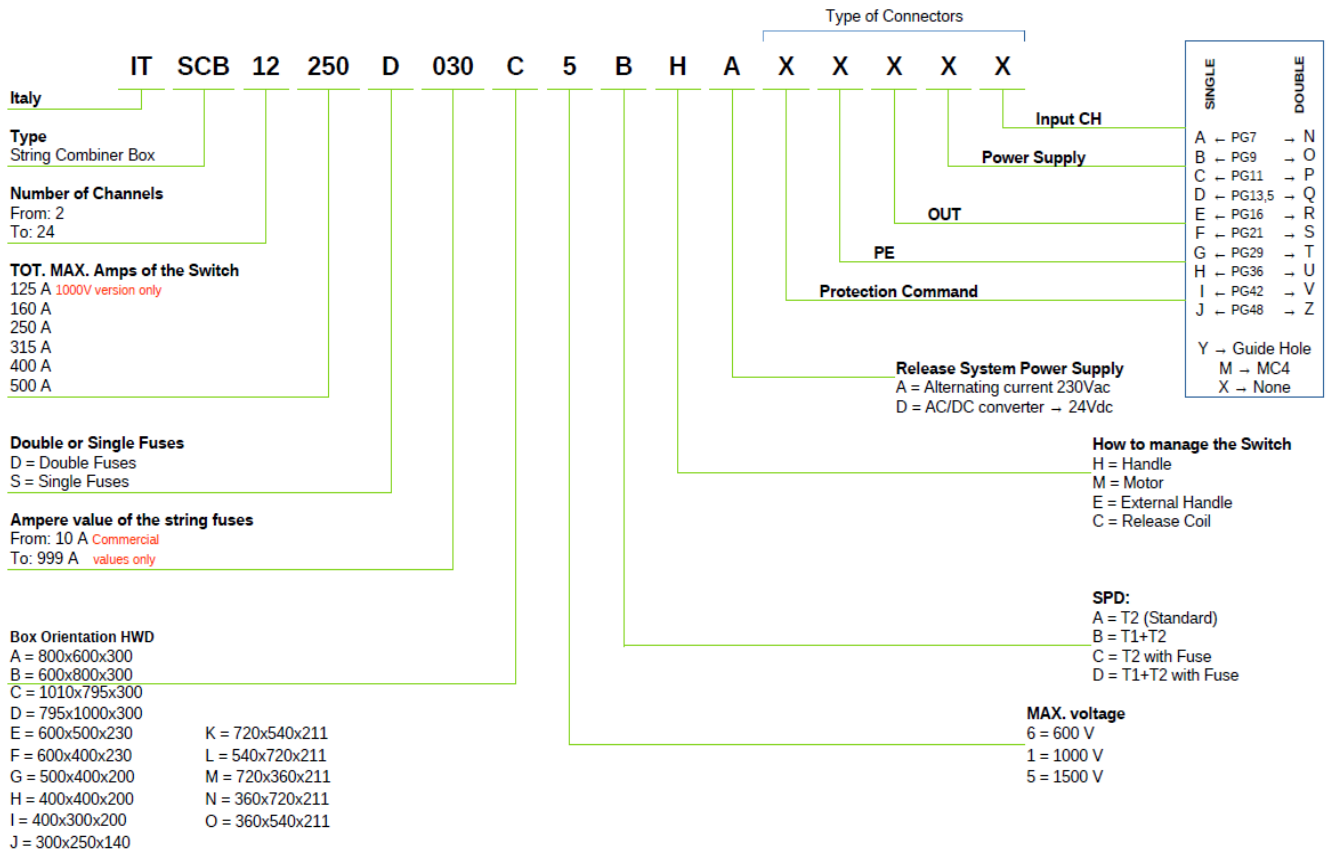 Type of Connectors
IT SCB 12 250 D 030 C 5 B H A X X X X X
Italy
Type
String Combiner Box
Number of Channels
From: 2
To: 24
TOT. MAX. Amps of the Switch
125 A 1000V version only
160 A
250 A
315 A
400 A
500 A
Double or Single Fuses
D = Double Fuses
S = Single Fuses
Ampere value of the string fuses
From: 10 A Commercial
To: 999 A values only
Box Orientation HWD
A = 800x600x300
B = 600x800x300
C = 1010x795x300
D = 795x1000x300
E = 600x500x230
F = 600x400x230
G = 500x400x200
H = 400x400x200
I = 400x300x200
J = 300x250x140
K = 720x540x211
L = 540x720x211
M = 720x360x211
N = 360x720x211
O = 360x540x211
Input CH
Power Supply
OUT
PE
Protection Command
SINGLE DOUBLE
A ← PG7 → N
B ← PG9 → O
C ← PG11 → P
D ← PG13,5 → Q
E ← PG16 → R
F ← PG21 → S
G ← PG29 → T
H ← PG36 → U
I ← PG42 → V
J ← PG48 → Z
Y → Guide Hole
M → MC4
X → None
Release System Power Supply
A = Alternating current 230Vac
D = AC/DC converter → 24Vdc
How to manage the Switch
H = Handle
M = Motor
E = External Handle
C = Release Coil
SPD:
A = T2 (Standard)
B = T1+T2
C = T2 with Fuse
D = T1+T2 with Fuse
MAX. voltage
6 = 600 V
1 = 1000 V
5 = 1500 V